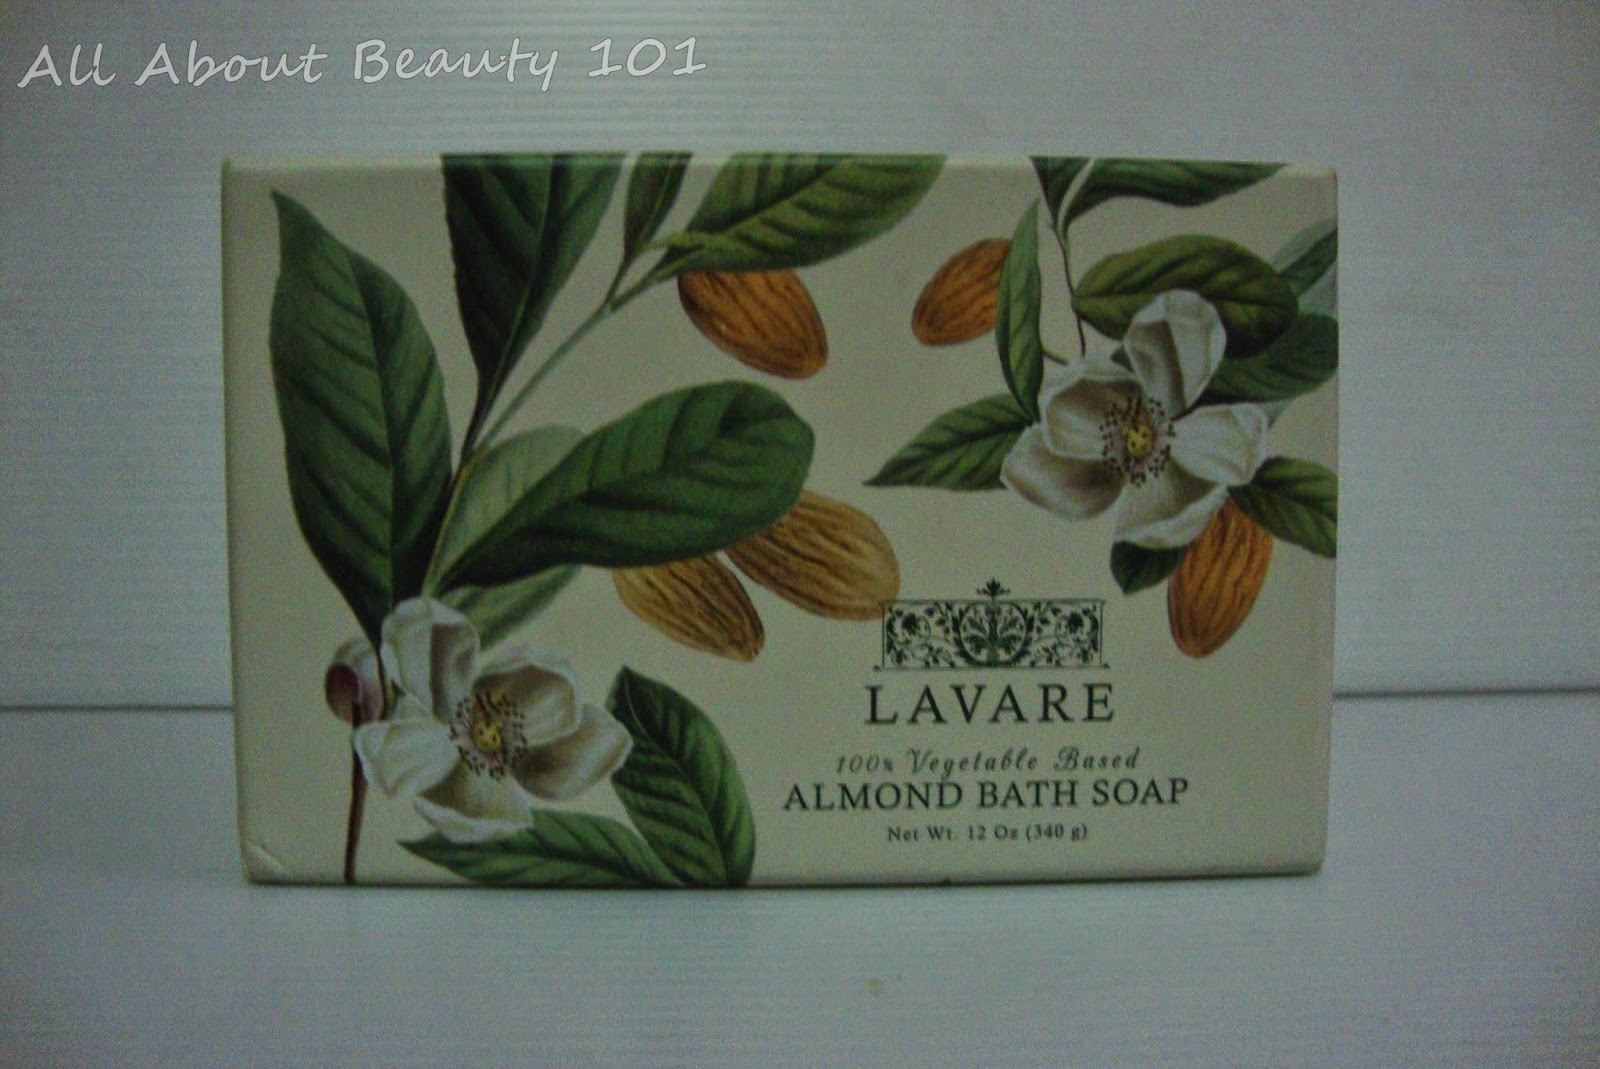 All About Beauty 101
LAVARE
100% Vegetable Based
ALMOND BATH SOAP
Net Wt. 12 Oz (340 g)